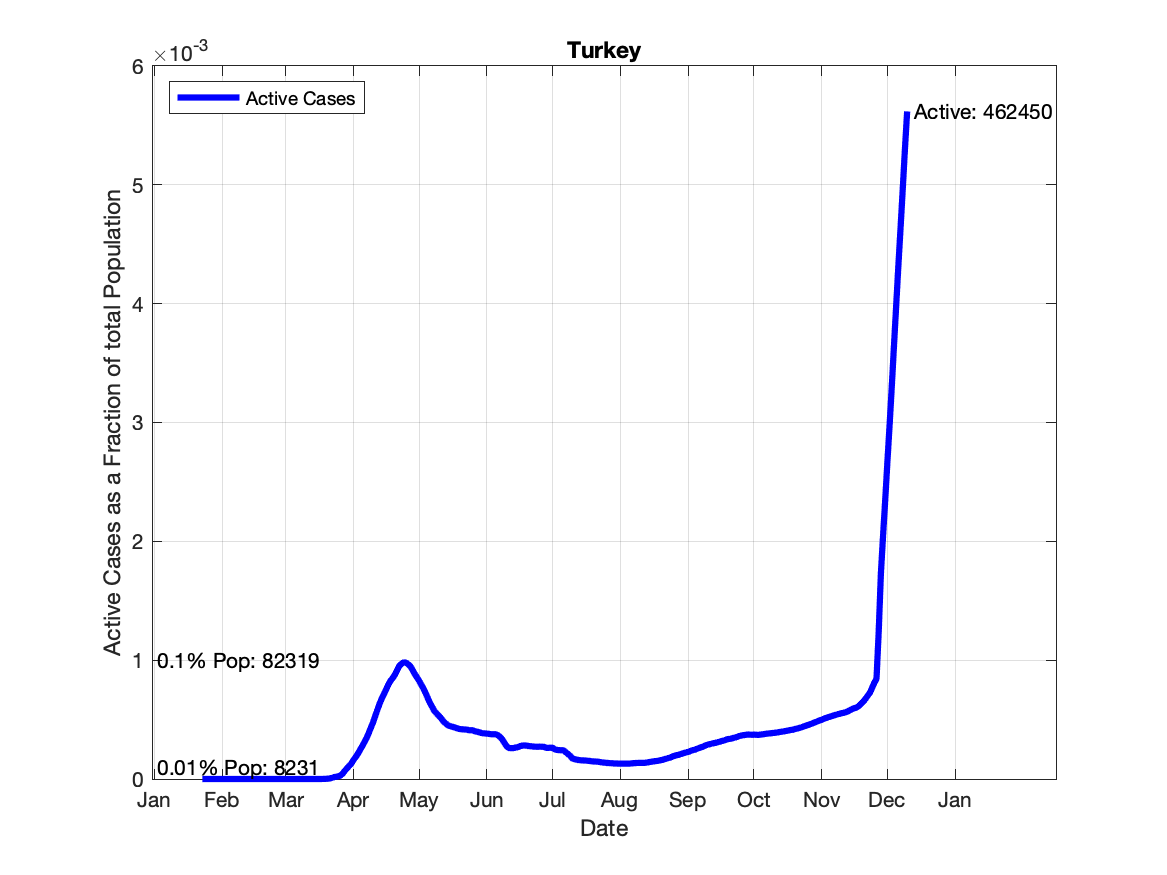 Turkey
×10-3
Active Cases
Active: 462450
6
5
4
3
2
1
0
0.1% Pop: 82319
0.01% Pop: 8231
Active Cases as a Fraction of total Population
Jan Feb Mar Apr May Jun Jul Aug Sep Oct Nov Dec Jan
Date